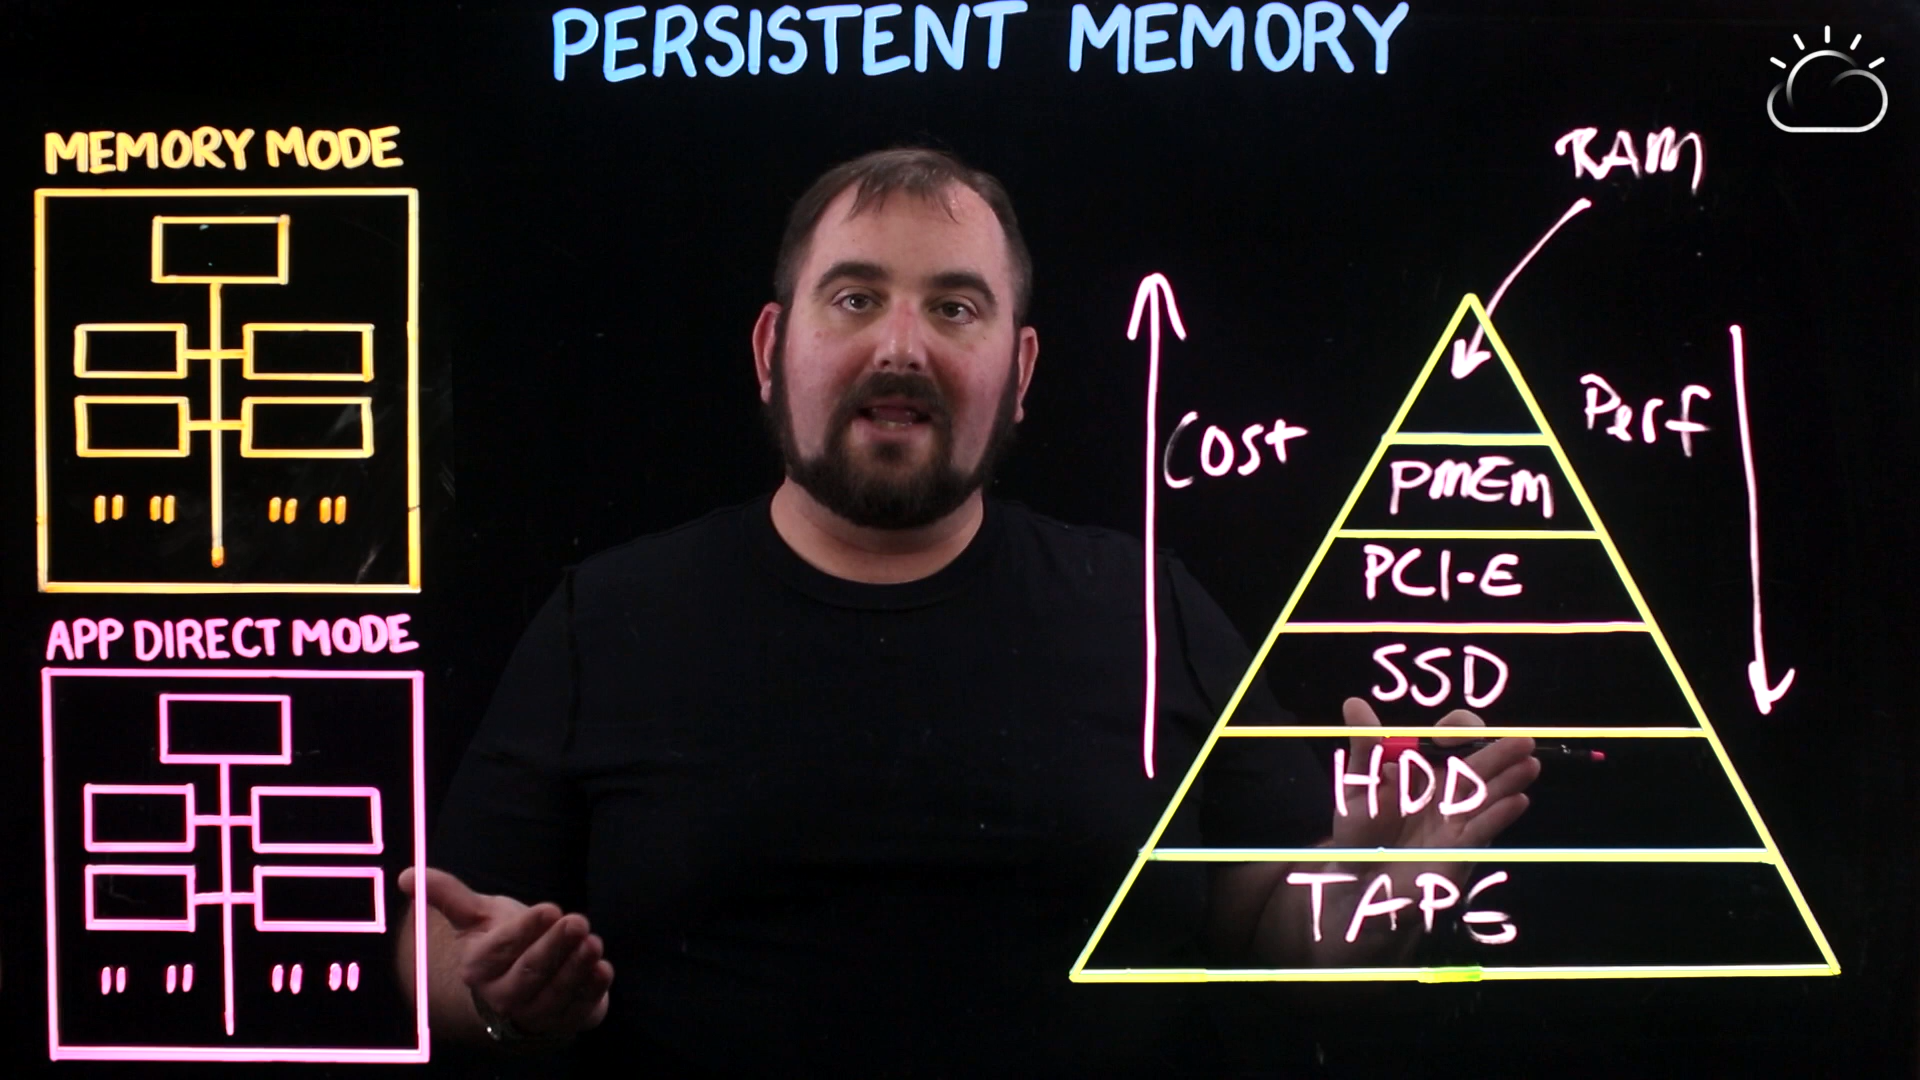 PERSISTENT MEMORY
MEMORY MODE
APP DIRECT MODE
RAM
Cost
Perf
PMEM
PCI-E
SSD
HDD
TAPE